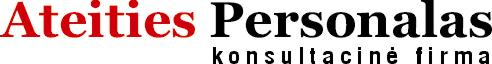 Ateities Personalas
konsultacinė firma